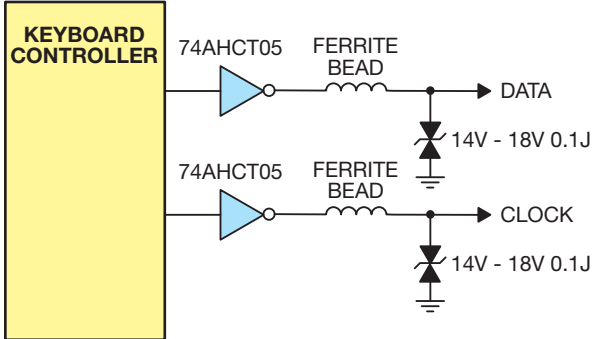 KEYBOARD
CONTROLLER
74AHCT05
FERRITE
BEAD
DATA
14V - 18V 0.1J
74AHCT05
FERRITE
BEAD
CLOCK
14V - 18V 0.1J